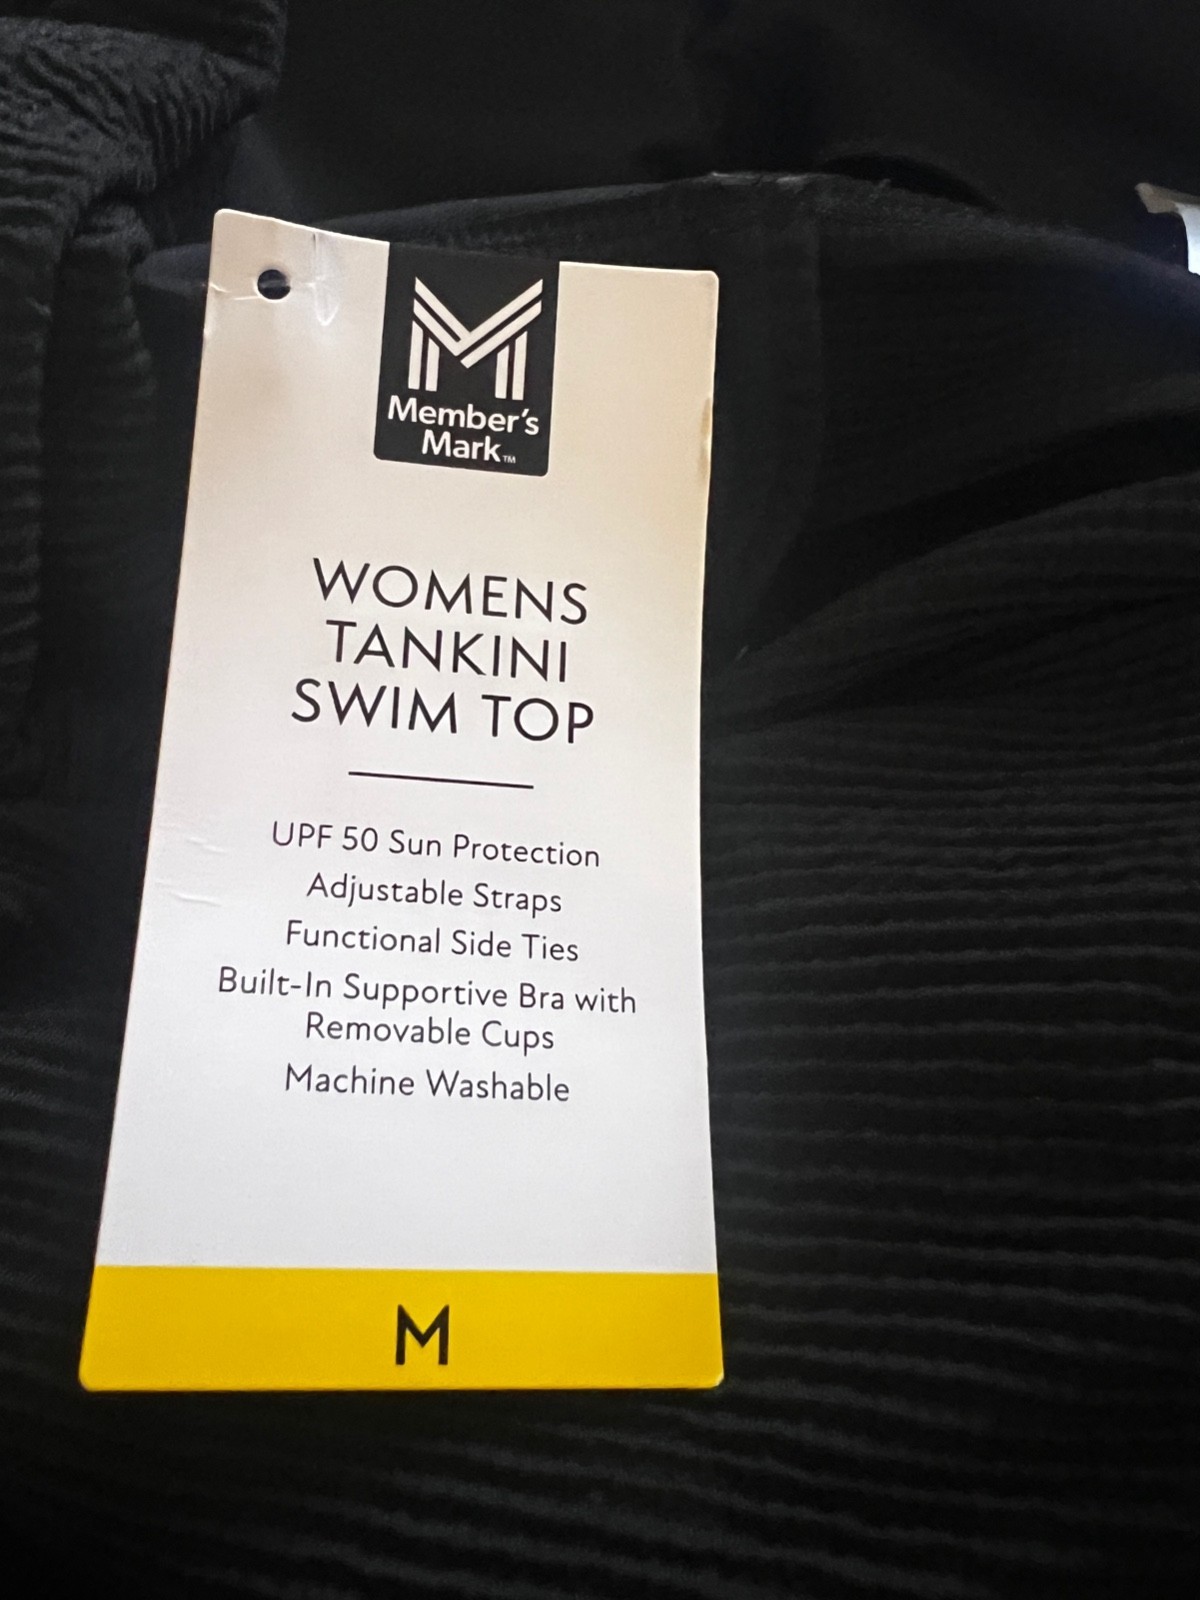 Member's
Mark™
WOMENS
TANKINI
SWIM TOP
UPF 50 Sun Protection
Adjustable Straps
Functional Side Ties
Built-In Supportive Bra with
Removable Cups
Machine Washable
M